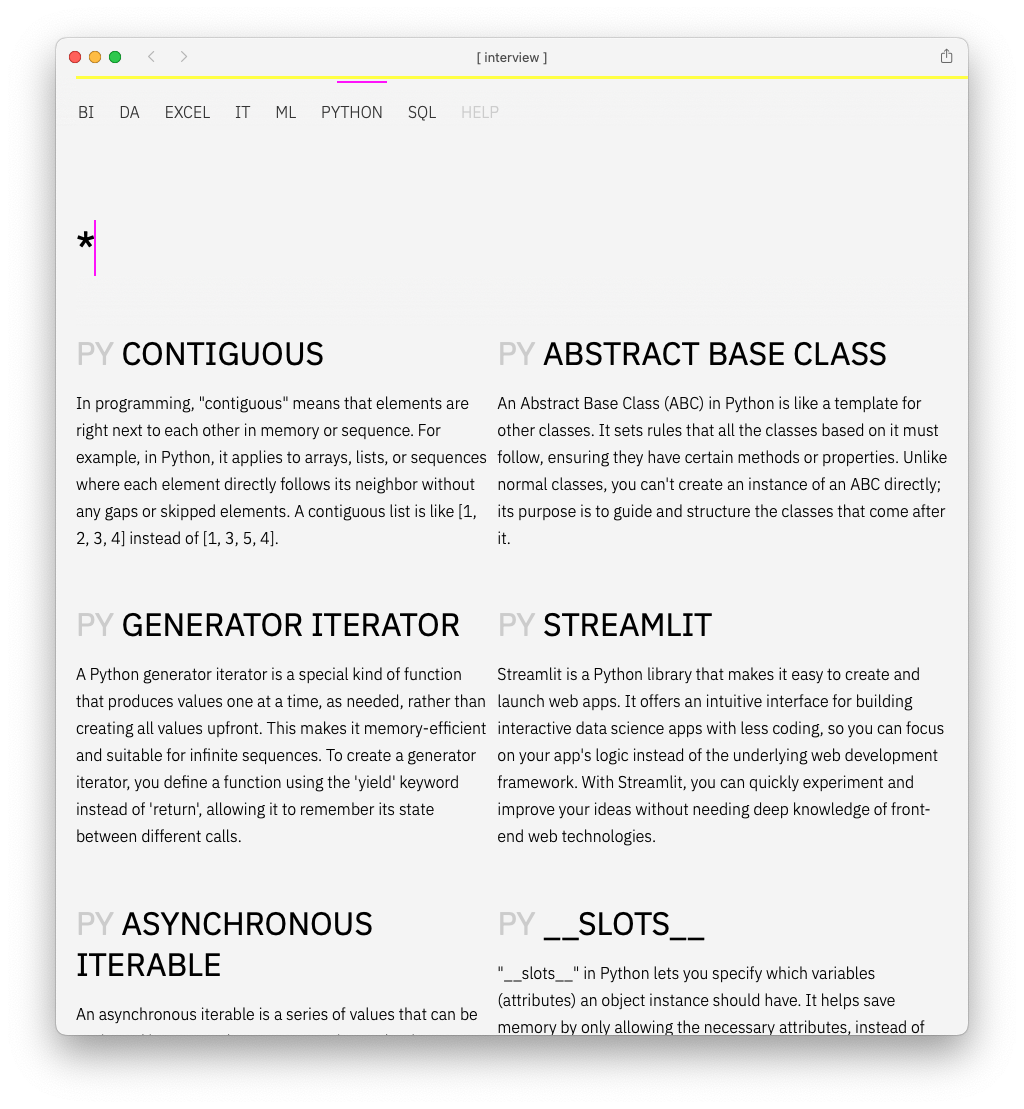 [ interview ]
BI DA EXCEL IT ML PYTHON SQL HELP
*
PY CONTIGUOUS
In programming, "contiguous" means that elements are
right next to each other in memory or sequence. For
example, in Python, it applies to arrays, lists, or sequences
where each element directly follows its neighbor without
any gaps or skipped elements. A contiguous list is like [1,
2, 3, 4] instead of [1, 3, 5, 4].
PY ABSTRACT BASE CLASS
An Abstract Base Class (ABC) in Python is like a template for
other classes. It sets rules that all the classes based on it must
follow, ensuring they have certain methods or properties. Unlike
normal classes, you can't create an instance of an ABC directly;
its purpose is to guide and structure the classes that come after
it.
PY GENERATOR ITERATOR
A Python generator iterator is a special kind of function
that produces values one at a time, as needed, rather than
creating all values upfront. This makes it memory-efficient
and suitable for infinite sequences. To create a generator
iterator, you define a function using the 'yield' keyword
instead of 'return', allowing it to remember its state
between different calls.
PY STREAMLIT
Streamlit is a Python library that makes it easy to create and
launch web apps. It offers an intuitive interface for building
interactive data science apps with less coding, so you can focus
on your app's logic instead of the underlying web development
framework. With Streamlit, you can quickly experiment and
improve your ideas without needing deep knowledge of front-
end web technologies.
PY ASYNCHRONOUS
ITERABLE
An asynchronous iterable is a series of values that can be
PY __SLOTS__
"__slots__" in Python lets you specify which variables
(attributes) an object instance should have. It helps save
memory by only allowing the necessary attributes, instead of